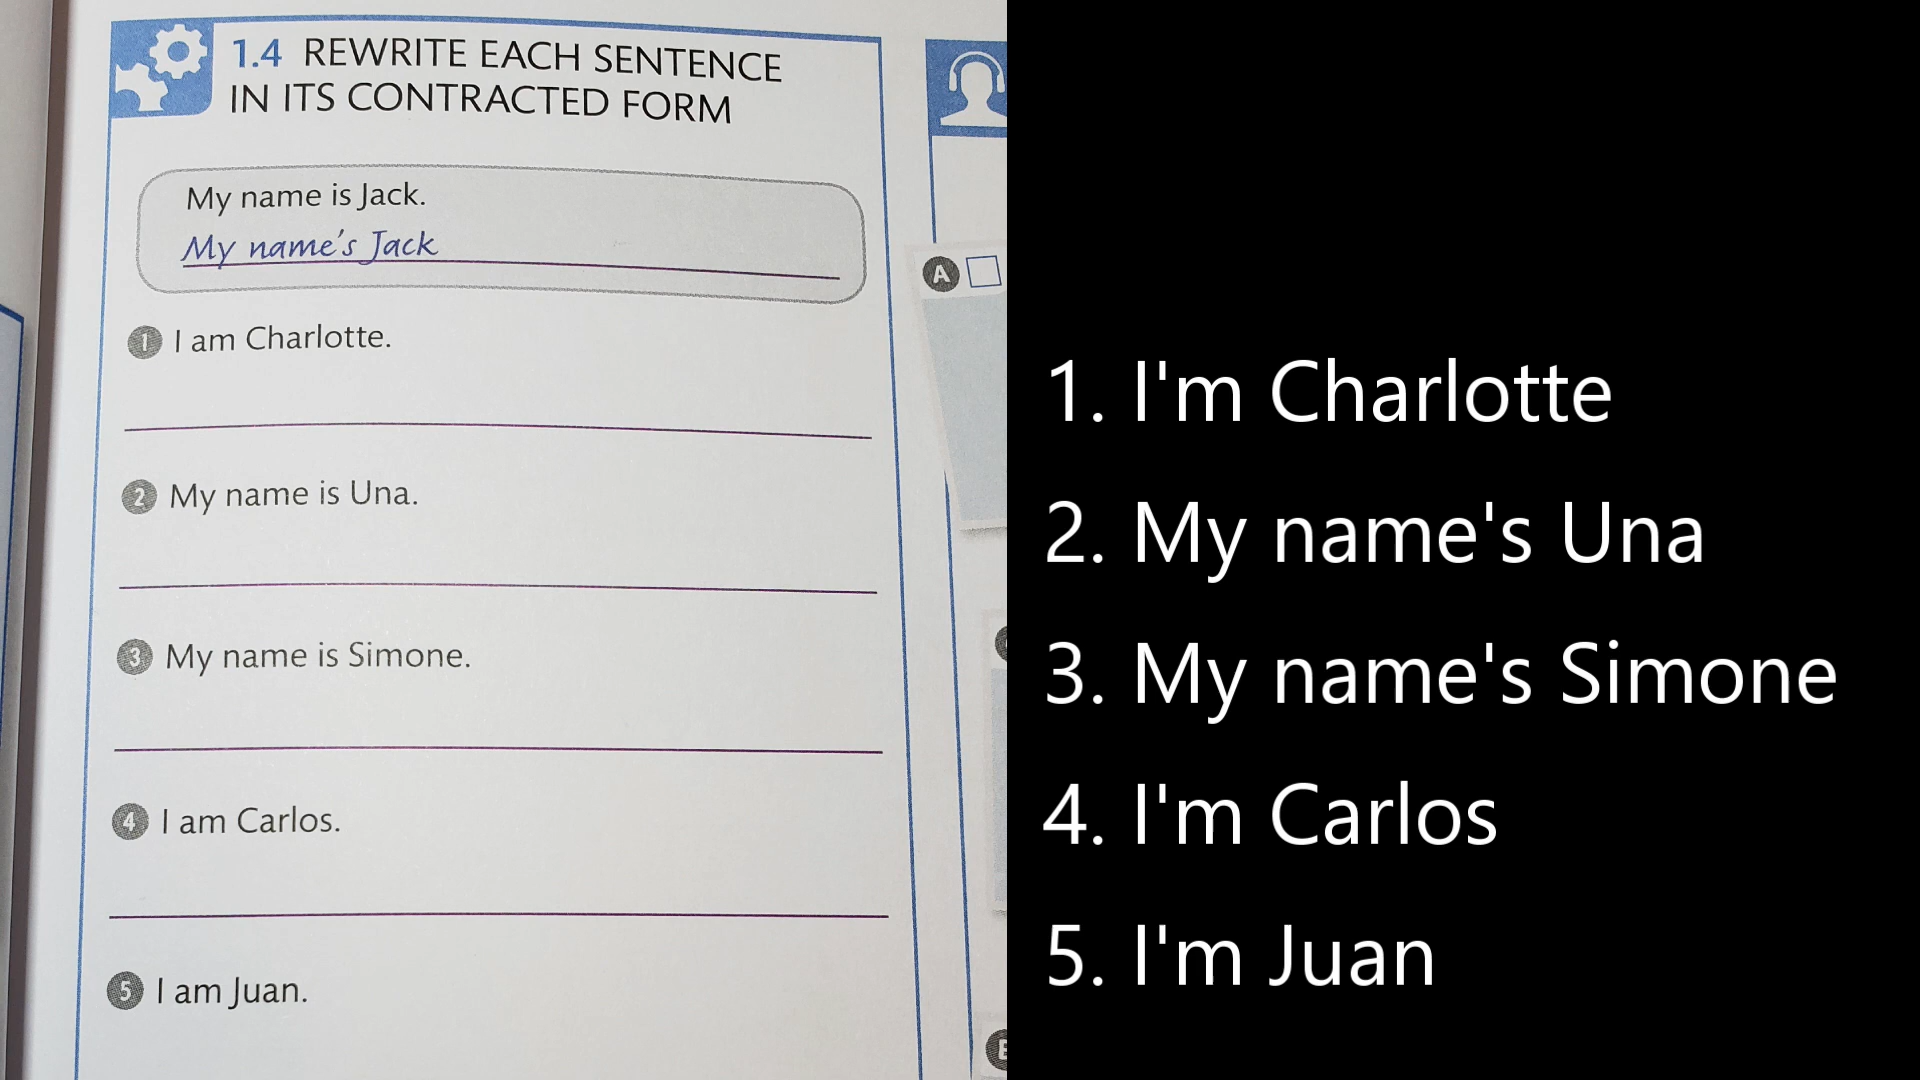 1.4 REWRITE EACH SENTENCE
IN ITS CONTRACTED FORM
My name is Jack.
My name's Jack
1 I am Charlotte.
2 My name is Una.
3 My name is Simone.
4 I am Carlos.
5 I am Juan.
A
1. I'm Charlotte
2. My name's Una
3. My name's Simone
4. I'm Carlos
5. I'm Juan